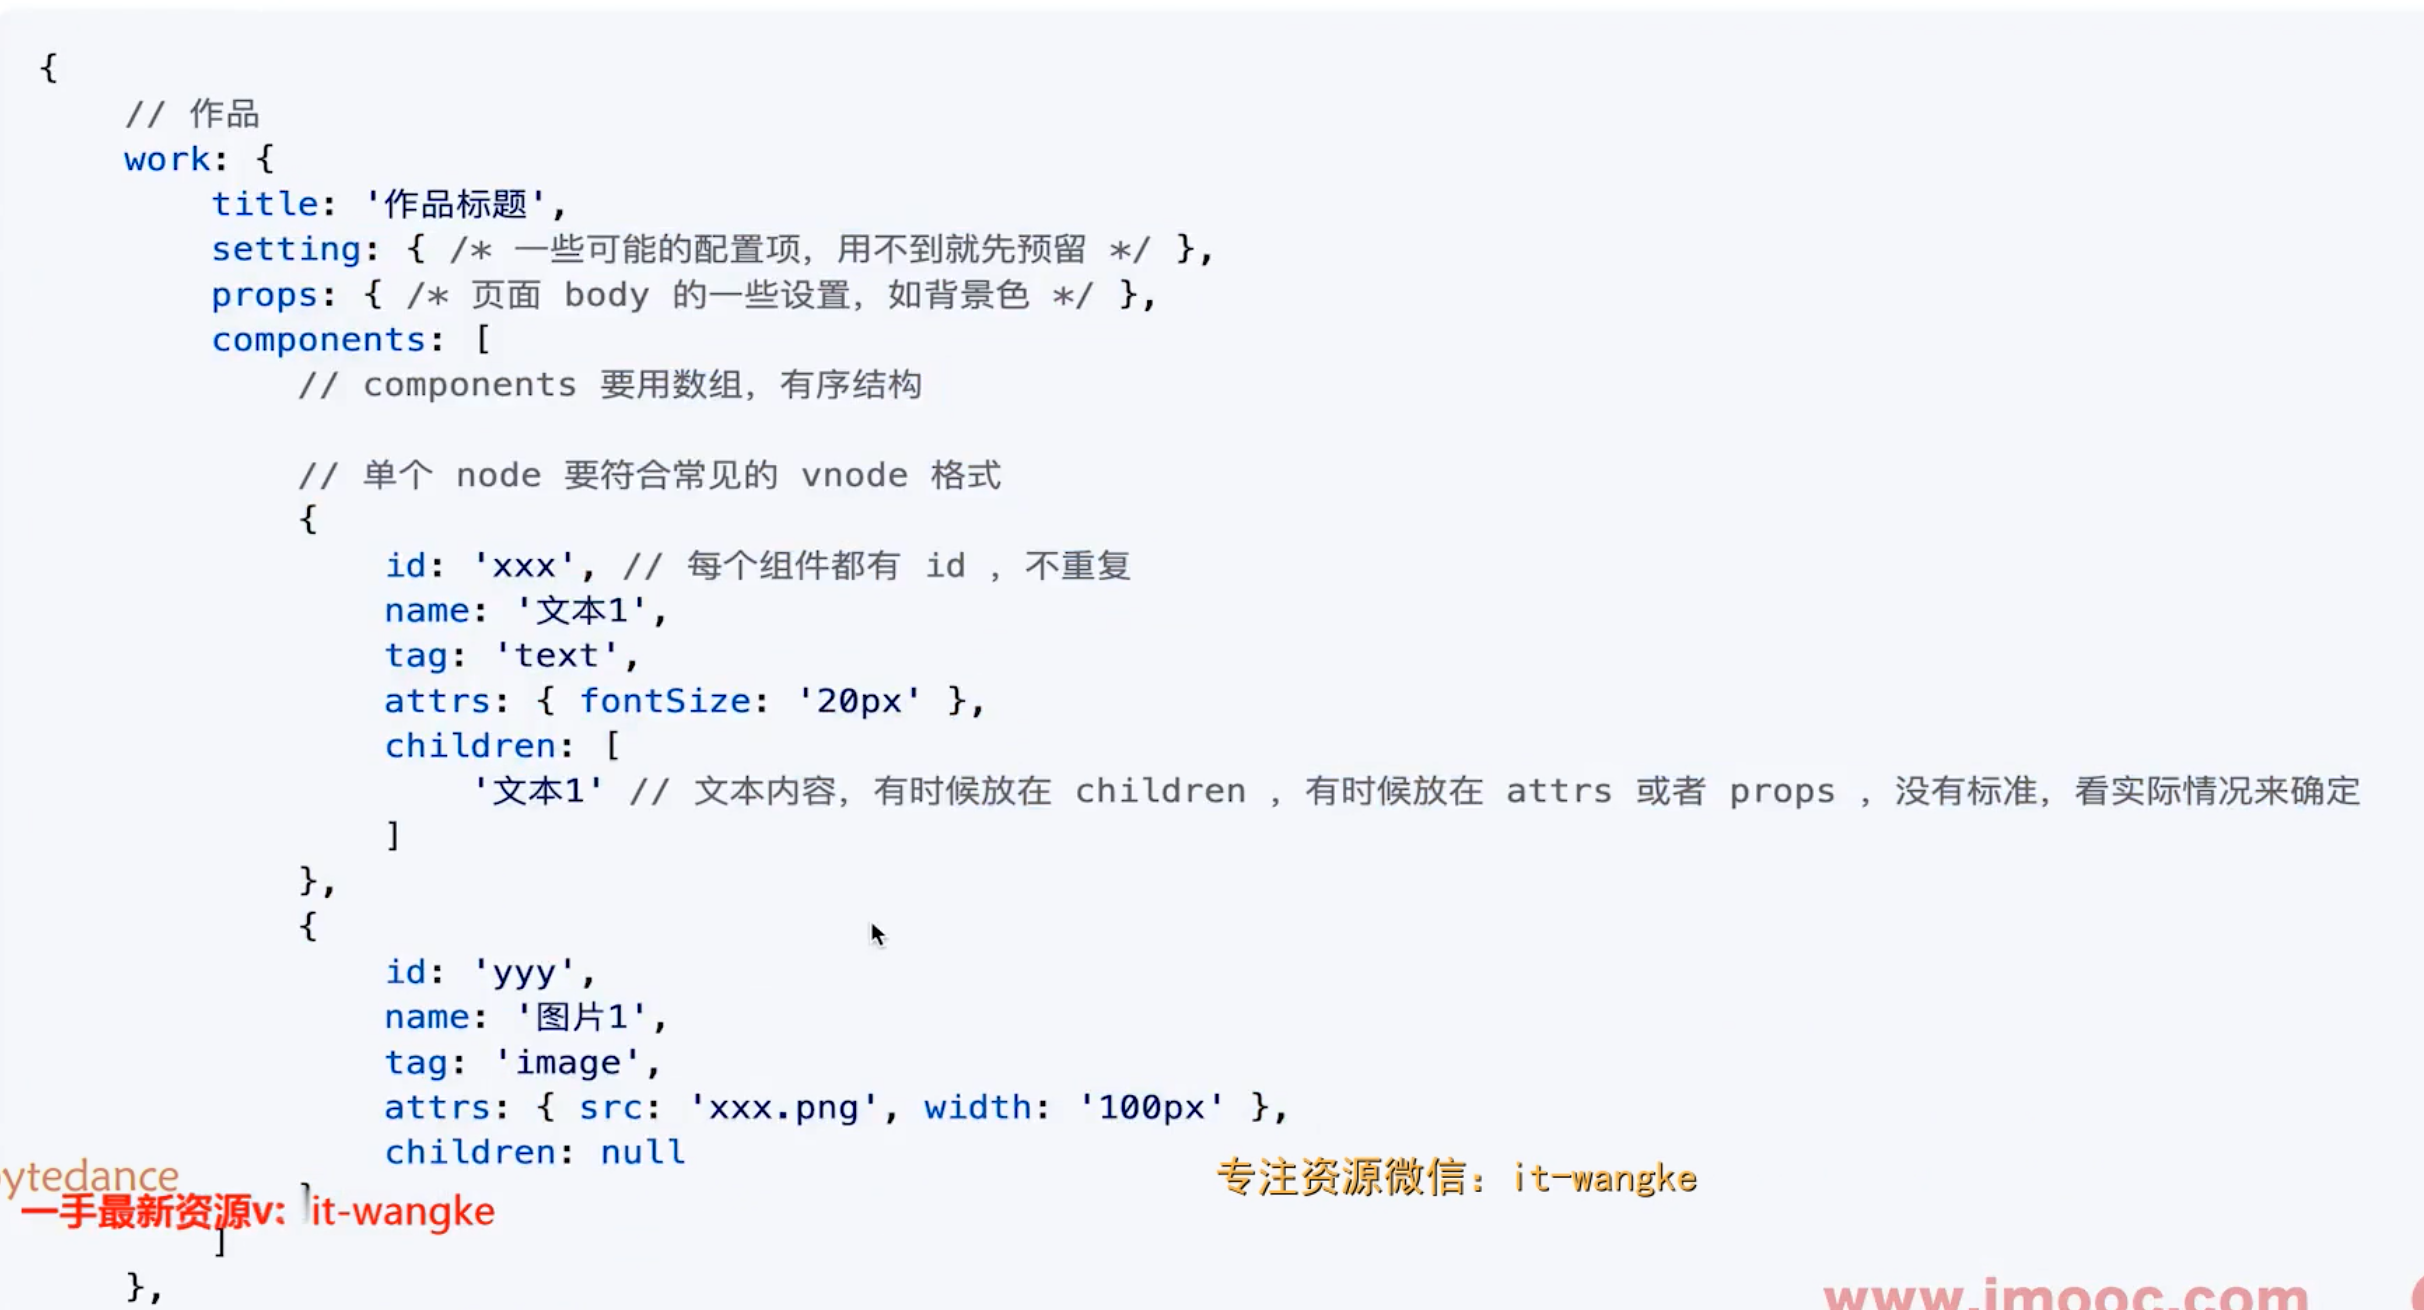 {
// 作品
work: {
title: '作品标题',
setting: { /* 一些可能的配置项，用不到就先预留 */ },
props: { /* 页面 body 的一些设置，如背景色 */ },
components: [
// components 要用数组，有序结构
// 单个 node 要符合常见的 vnode 格式
{
id: 'xxx', // 每个组件都有 id ，不重复
name: '文本1',
tag: 'text',
attrs: { fontSize: '20px' },
children: [
'文本1' // 文本内容，有时候放在 children ，有时候放在 attrs 或者 props ，没有标准，看实际情况来确定
]
},
{
id: 'yyy',
name: '图片1',
tag: 'image',
attrs: { src: 'xxx.png', width: '100px' },
children: null
ytedance
专注资源微信：it-wangke
}
一手最新资源v: it-wangke
]
},
www.imooc.com